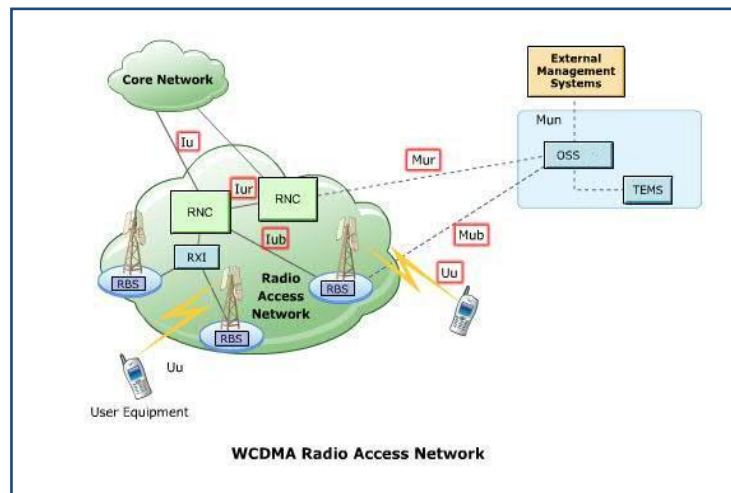 Core Network
External
Management
Systems
Mun
Iu
Mur
OSS
Iur
RNC
RNC
TEMS
Iub
Mub
RXI
Uu
RBS
Radio
Access
Network
RBS
RBS
Uu
User Equipment
WCDMA Radio Access Network